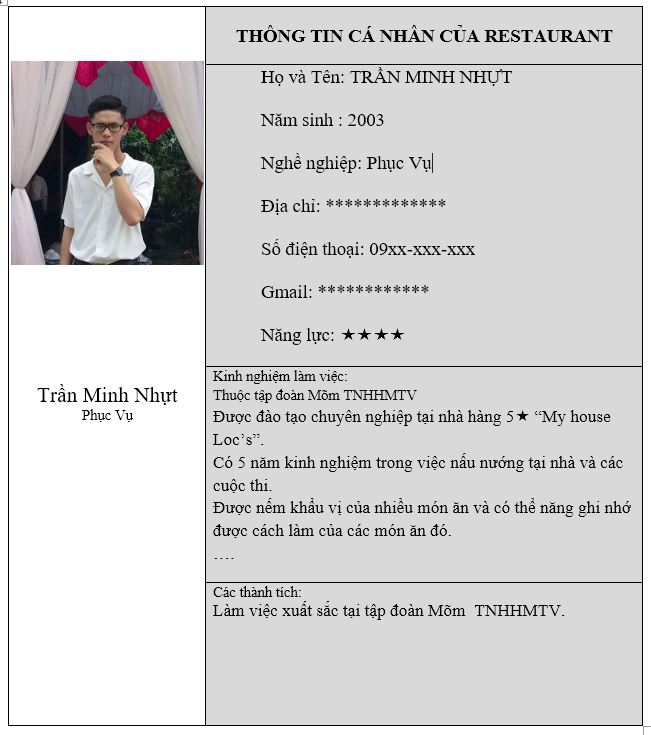 THÔNG TIN CÁ NHÂN CỦA RESTAURANT
Họ và Tên: TRẦN MINH NHỰT
Năm sinh : 2003
Nghề nghiệp: Phục Vụ
Địa chỉ: *************
Số điện thoại: 09xx-xxx-xxx
Gmail: ************
Năng lực: ★★★★
Trần Minh Nhựt
Phục Vụ
Kinh nghiệm làm việc:
Thuộc tập đoàn Mõm TNHHMTV
Được đào tạo chuyên nghiệp tại nhà hàng 5★ “My house
Loc’s”.
Có 5 năm kinh nghiệm trong việc nấu nướng tại nhà và các
cuộc thi.
Được nếm khẩu vị của nhiều món ăn và có thể năng ghi nhớ
được cách làm của các món ăn đó.
….
Các thành tích:
Làm việc xuất sắc tại tập đoàn Mõm  TNHHMTV.